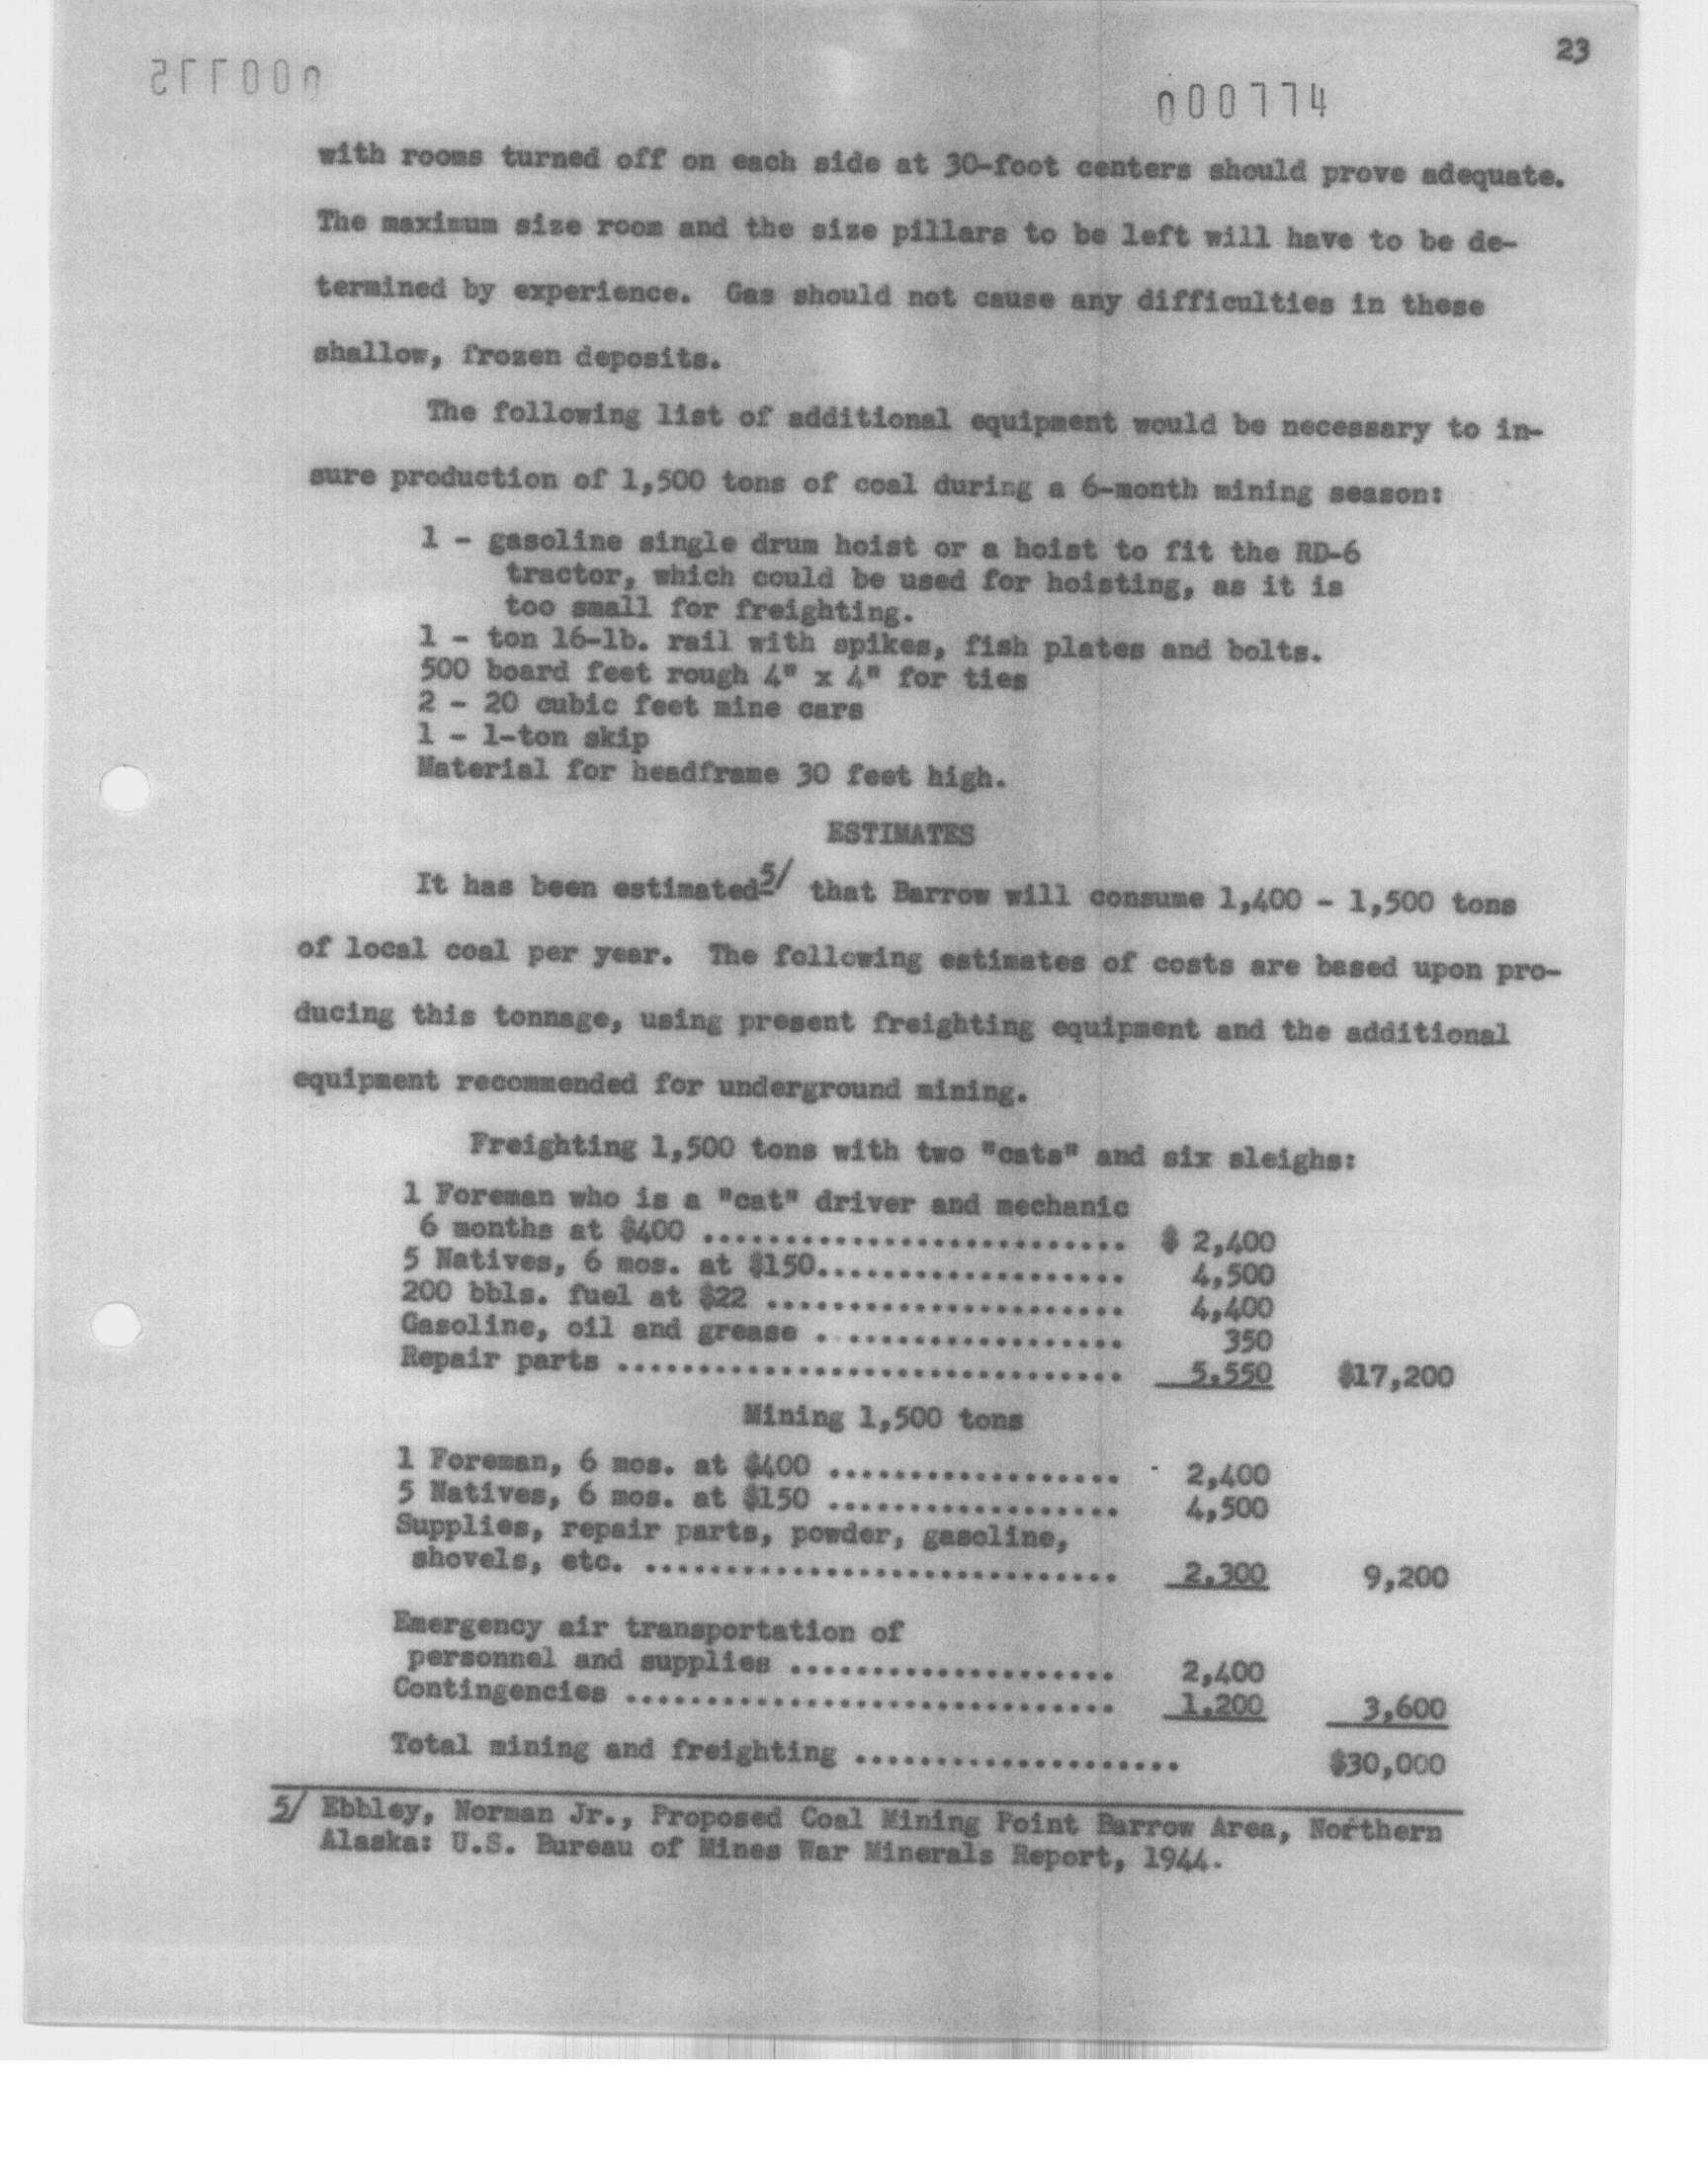 23
000774
with rooms turned off on each side at 30-foot centers should prove adequate.
The maximum size room and the size pillars to be left will have to be de-
termined by experience. Gas should not cause any difficulties in these
shallow, frozen deposits.
The following list of additional equipment would be necessary to in-
sure production of 1,500 tons of coal during a 6-month mining season:
1 - gasoline single drum hoist or a hoist to fit the RD-6
tractor, which could be used for hoisting, as it is
too small for freighting.
1 - ton 16-lb. rail with spikes, fish plates and bolts.
500 board feet rough 4" x 4" for ties
2 - 20 cubic feet mine cars
1 - 1-ton skip
Material for headframe 30 feet high.
ESTIMATES
It has been estimated5/ that Barrow will consume 1,400 - 1,500 tons
of local coal per year. The following estimates of costs are based upon pro-
ducing this tonnage, using present freighting equipment and the additional
equipment recommended for underground mining.
Freighting 1,500 tons with two "cats" and six sleighs:
1 Foreman who is a "cat" driver and mechanic
6 months at $400 .......................... $ 2,400
5 Natives, 6 mos. at $150................... 4,500
200 bbls. fuel at $22 ...................... 4,400
Gasoline, oil and grease . ................. 350
Repair parts ............................... 5,550 $17,200
Mining 1,500 tons
1 Foreman, 6 mos. at $400 .................. 2,400
5 Natives, 6 mos. at $150 .................. 4,500
Supplies, repair parts, powder, gasoline,
shovels, etc. ............................. 2,300 9,200
Emergency air transportation of
personnel and supplies .................... 2,400
Contingencies .............................. 1,200 3,600
Total mining and freighting .................... $30,000
5/ Ebbley, Norman Jr., Proposed Coal Mining Point Barrow Area, Northern
Alaska: U.S. Bureau of Mines War Minerals Report, 1944.